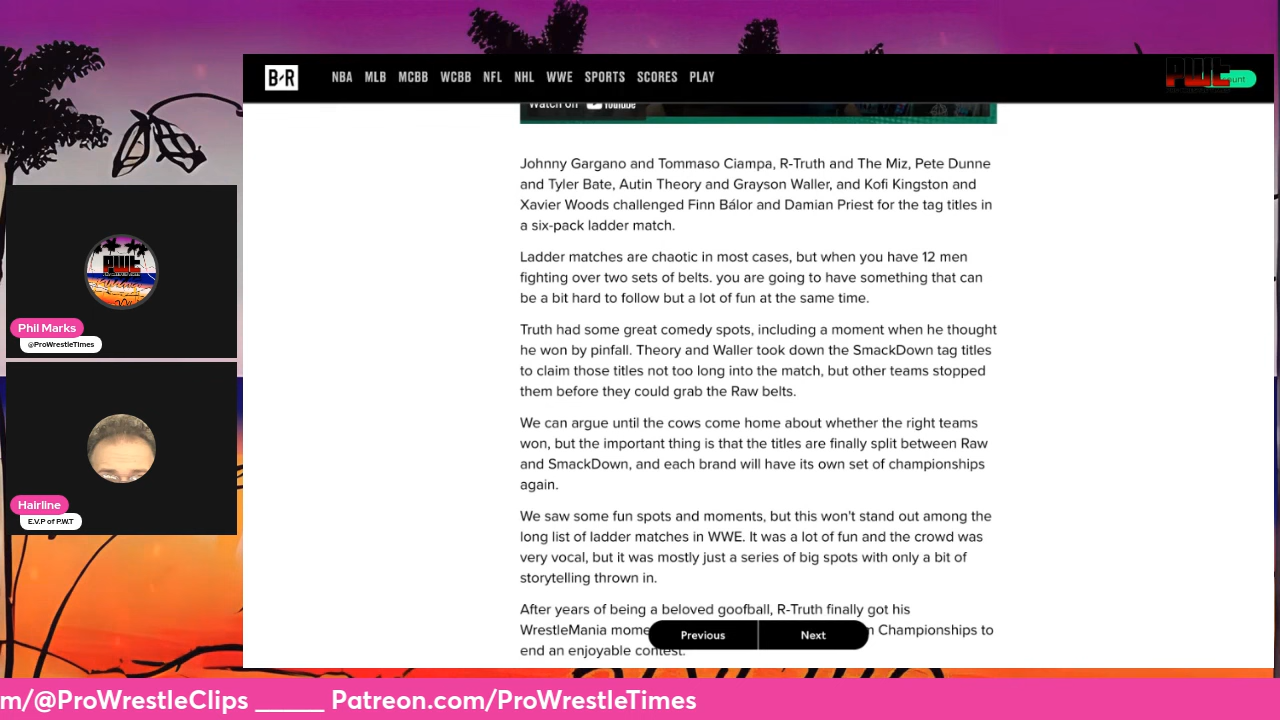 B/R NBA MLB MCBB WCBB NFL NHL WWE SPORTS SCORES PLAY
PWT
Watch on YouTube
Johnny Gargano and Tommaso Ciampa, R-Truth and The Miz, Pete Dunne
and Tyler Bate, Autin Theory and Grayson Waller, and Kofi Kingston and
Xavier Woods challenged Finn Bálor and Damian Priest for the tag titles in
a six-pack ladder match.
Ladder matches are chaotic in most cases, but when you have 12 men
fighting over two sets of belts. you are going to have something that can
be a bit hard to follow but a lot of fun at the same time.
Truth had some great comedy spots, including a moment when he thought
he won by pinfall. Theory and Waller took down the SmackDown tag titles
to claim those titles not too long into the match, but other teams stopped
them before they could grab the Raw belts.
We can argue until the cows come home about whether the right teams
won, but the important thing is that the titles are finally split between Raw
and SmackDown, and each brand will have its own set of championships
again.
We saw some fun spots and moments, but this won't stand out among the
long list of ladder matches in WWE. It was a lot of fun and the crowd was
very vocal, but it was mostly just a series of big spots with only a bit of
storytelling thrown in.
After years of being a beloved goofball, R-Truth finally got his
WrestleMania Championships to
end an enjoyable contest.
Previous Next
PWT
Phil Marks
@ProWrestleTimes
Hairline
E.V.P of P.W.T
m/@ProWrestleClips _____ Patreon.com/ProWrestleTimes